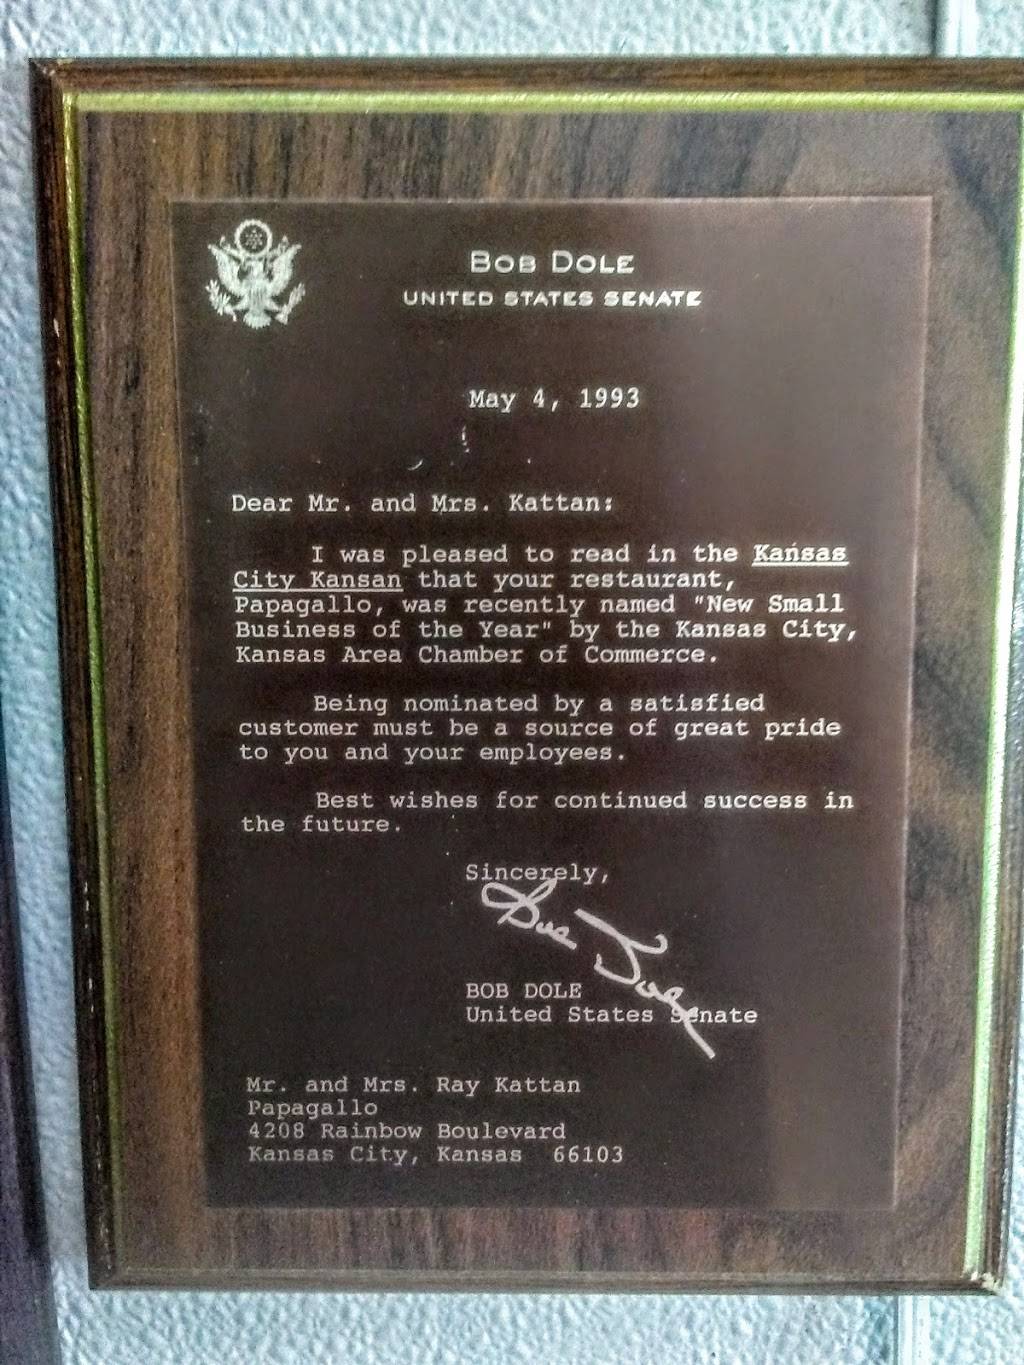 BOB DOLE
UNITED STATES SENATE
May 4, 1993
Dear Mr. and Mrs. Kattan:
I was pleased to read in the Kansas
City Kansan that your restaurant,
Papagallo, was recently named "New Small
Business of the Year" by the Kansas City,
Kansas Area Chamber of Commerce.
Being nominated by a satisfied
customer must be a source of great pride
to you and your employees.
Best wishes for continued success in
the future.
Sincerely,
Bob Dole
BOB DOLE
United States Senate
Mr. and Mrs. Ray Kattan
Papagallo
4208 Rainbow Boulevard
Kansas City, Kansas 66103